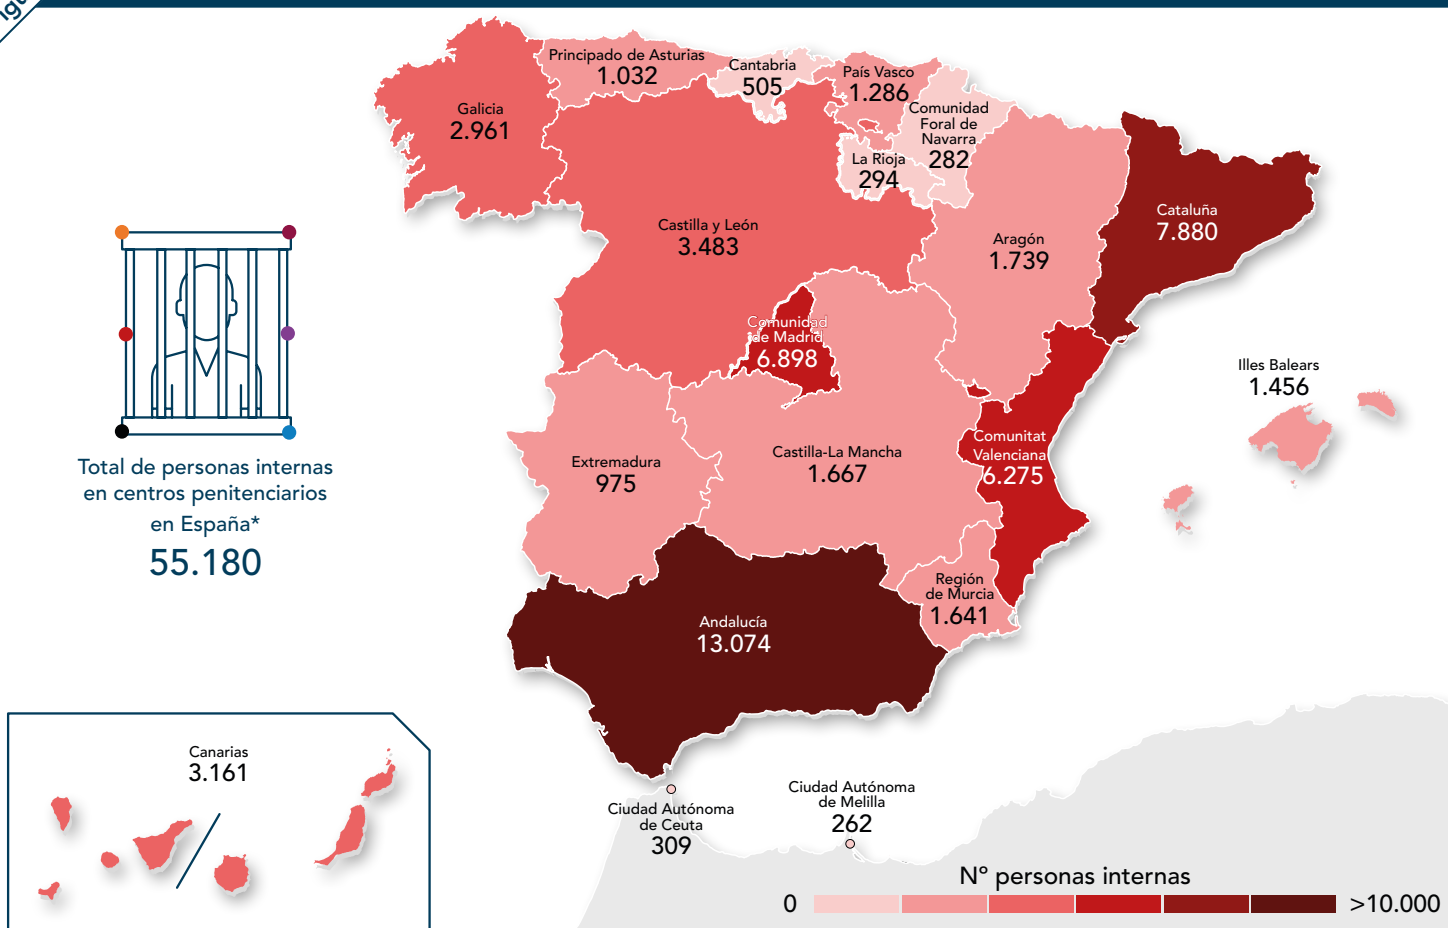 Principado de Asturias
1.032
Cantabria
505
País Vasco
1.286
Comunidad
Foral de
Navarra
282
Galicia
2.961
La Rioja
294
Castilla y León
3.483
Aragón
1.739
Cataluña
7.880
Comunidad
de Madrid
6.898
Illes Balears
1.456
Comunitat
Valenciana
6.275
Castilla-La Mancha
1.667
Extremadura
975
Total de personas internas
en centros penitenciarios
en España*
55.180
Región
de Murcia
1.641
Andalucía
13.074
Canarias
3.161
Ciudad Autónoma
de Ceuta
309
Ciudad Autónoma
de Melilla
262
Nº personas internas
0
>10.000